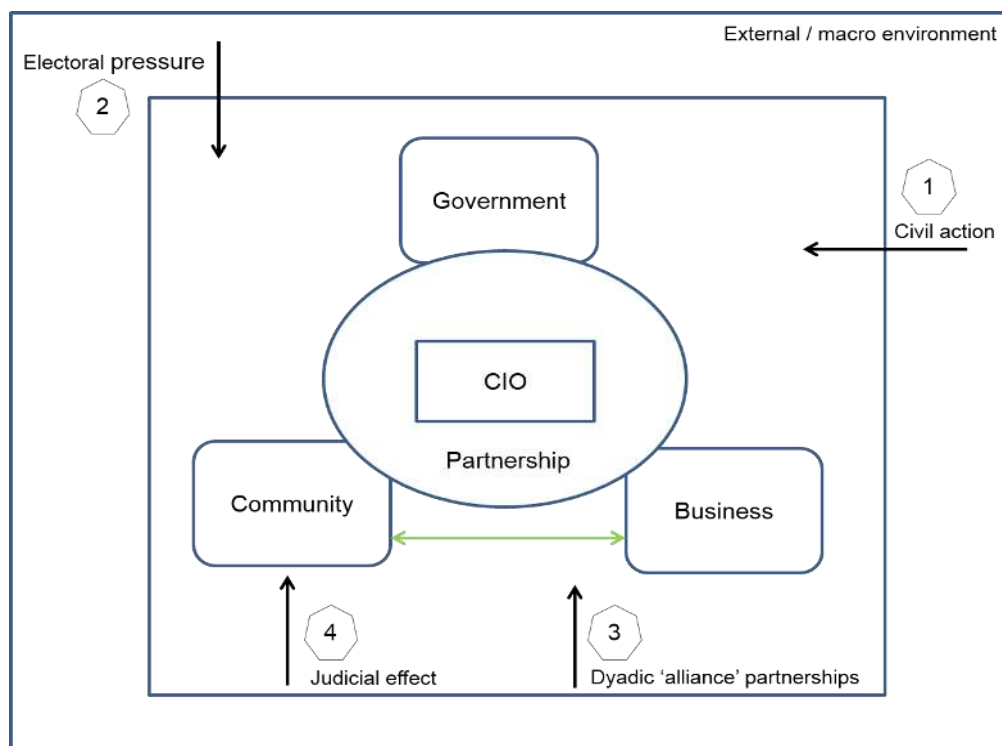 External / macro environment
Electoral pressure
2
1
Government
Civil action
CIO
Partnership
Community
Business
4
3
Judicial effect
Dyadic ‘alliance’ partnerships